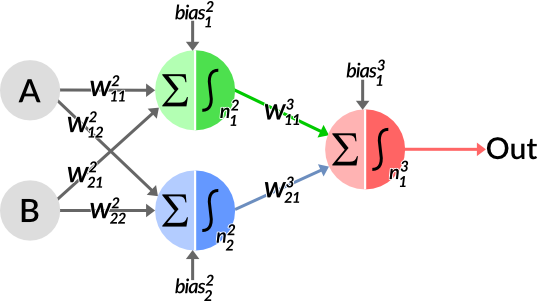 bias₁²
A
W₁₁²
Σ ∫
n₁²
W₁₂²
W₁₁³
bias₁³
Σ ∫
n₁³
Out
W₂₁²
B
W₂₂²
Σ ∫
n₂²
W₂₁³
bias₂²